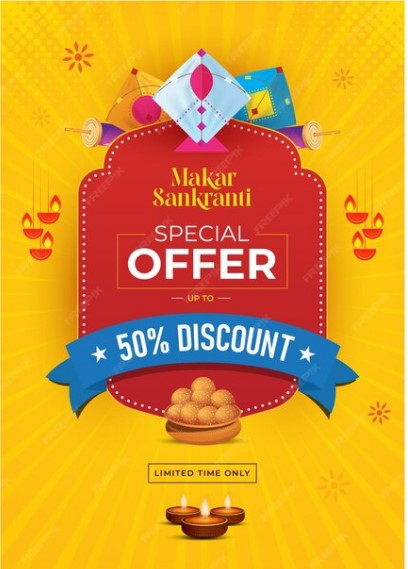 Makar
Sankranti
SPECIAL
OFFER
UP TO
50% DISCOUNT
LIMITED TIME ONLY